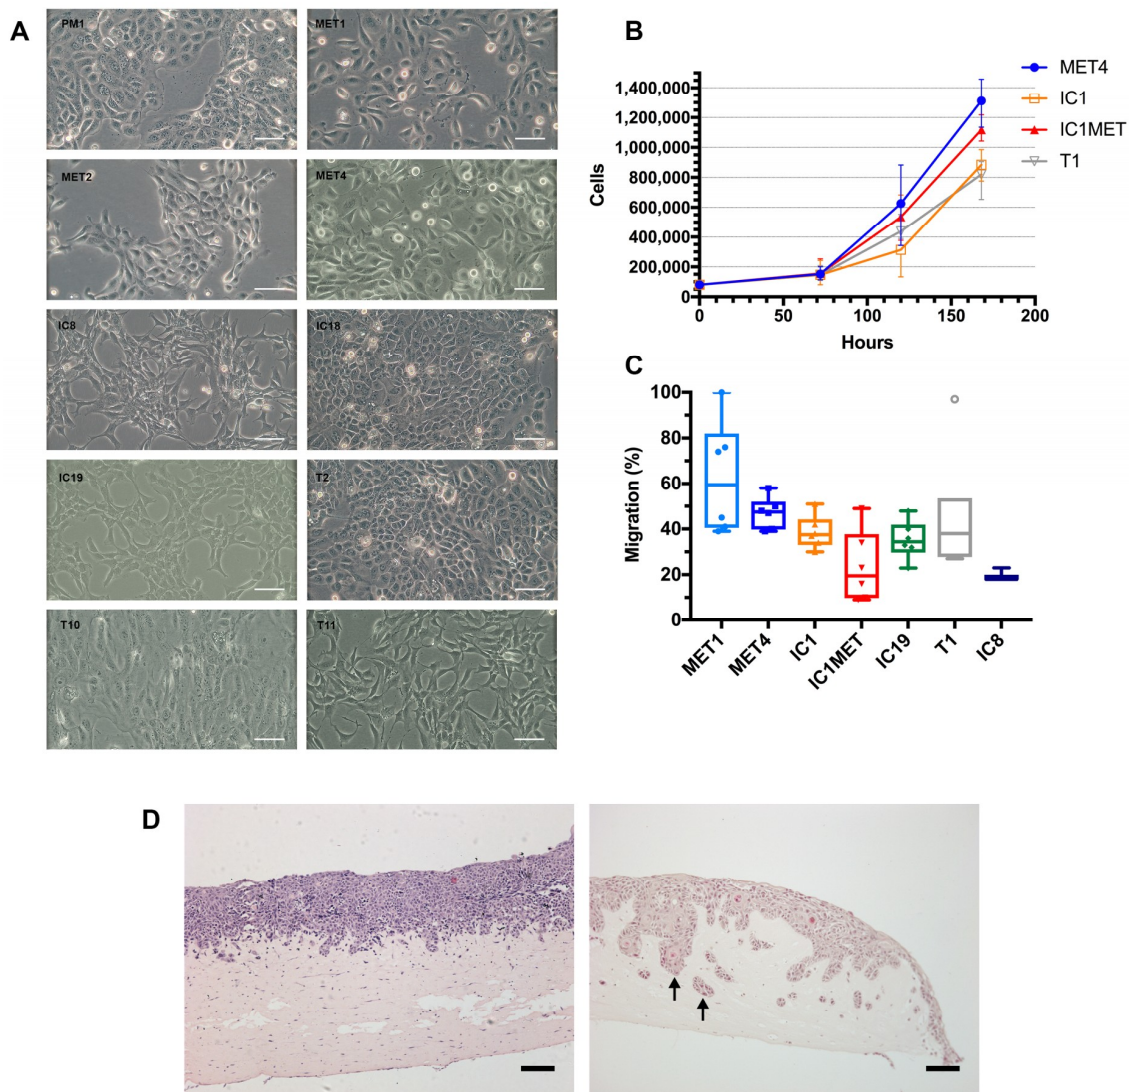 A
PM1
MET1
MET2
MET4
IC8
IC18
IC19
T2
T10
T11
B
MET4
IC1
IC1MET
T1
Cells
1,400,000
1,200,000
1,000,000
800,000
600,000
400,000
200,000
0
0 50 100 150 200
Hours
C
Migration (%)
100
80
60
40
20
0
MET1 MET4 IC1 IC1MET IC19 T1 IC8
D